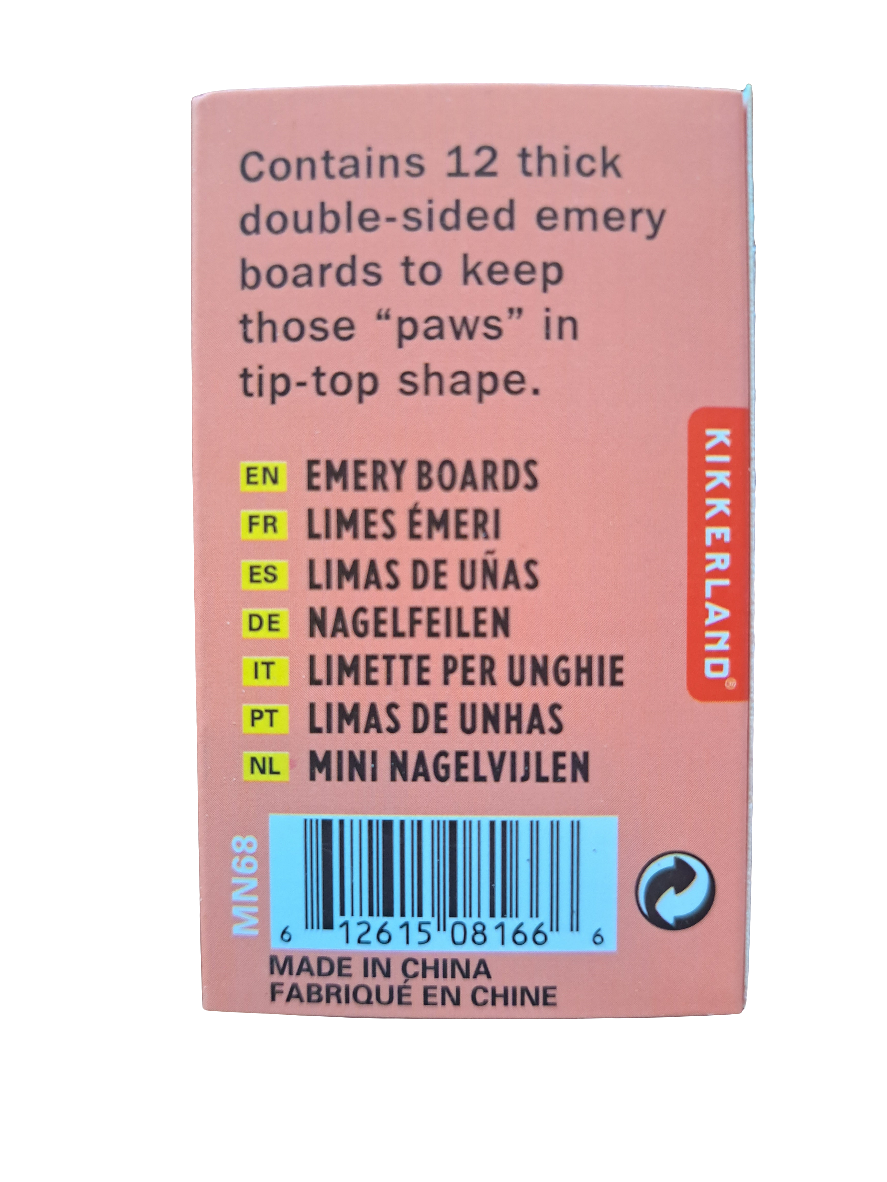 Contains 12 thick
double-sided emery
boards to keep
those “paws” in
tip-top shape.
KIKKERLAND®
EN EMERY BOARDS
FR LIMES ÉMERI
ES LIMAS DE UÑAS
DE NAGELFEILEN
IT LIMETTE PER UNGHIE
PT LIMAS DE UNHAS
NL MINI NAGELVIJLEN
MN68
6 12615 08166 6
MADE IN CHINA
FABRIQUÉ EN CHINE